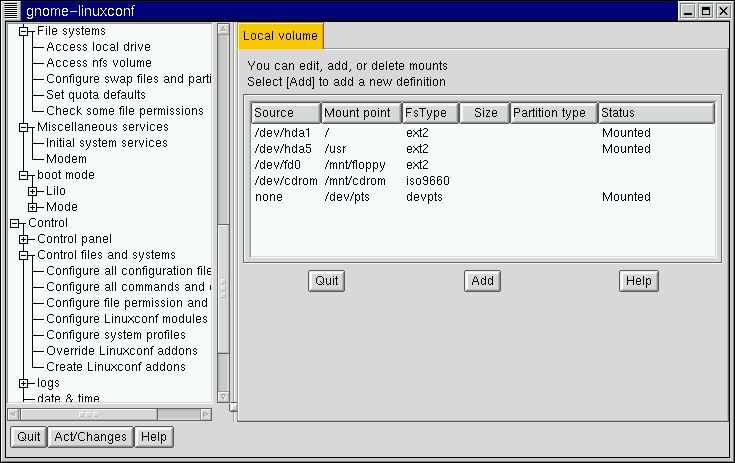 gnome-linuxconf
File systems
Access local drive
Access nfs volume
Configure swap files and parti
Set quota defaults
Check some file permissions
Miscellaneous services
Initial system services
Modem
boot mode
Lilo
Mode
Control
Control panel
Control files and systems
Configure all configuration file
Configure all commands and
Configure file permission and
Configure Linuxconf modules
Configure system profiles
Override Linuxconf addons
Create Linuxconf addons
logs
date & time
Quit Act/Changes Help
Local volume
You can edit, add, or delete mounts
Select [Add] to add a new definition
Source Mount point FsType Size Partition type Status
/dev/hda1 / ext2 Mounted
/dev/hda5 /usr ext2 Mounted
/dev/fd0 /mnt/floppy ext2
/dev/cdrom /mnt/cdrom iso9660
none /dev/pts devpts Mounted
Quit Add Help